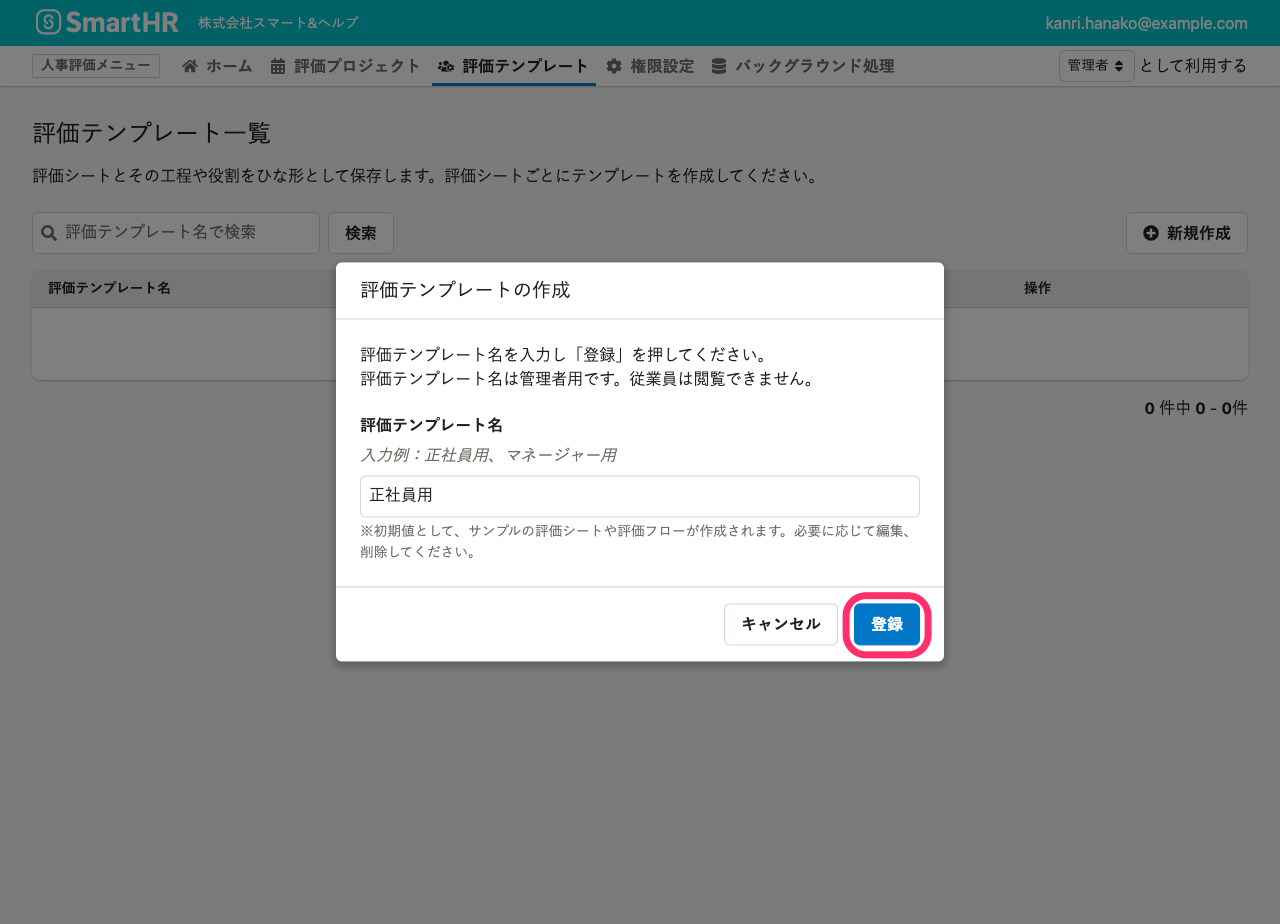 SmartHR 株式会社スマート&ヘルプ kanri.hanako@example.com
人事評価メニュー ホーム 評価プロジェクト 評価テンプレート 権限設定 バックグラウンド処理 管理者 として利用する
評価テンプレート一覧
評価シートとその工程や役割をひな形として保存します。評価シートごとにテンプレートを作成してください。
評価テンプレート名で検索 検索 新規作成
評価テンプレート名 操作
0 件中 0 - 0件
評価テンプレートの作成
評価テンプレート名を入力し「登録」を押してください。
評価テンプレート名は管理者用です。従業員は閲覧できません。
評価テンプレート名
入力例：正社員用、マネージャー用
正社員用
※初期値として、サンプルの評価シートや評価フローが作成されます。必要に応じて編集、
削除してください。
キャンセル 登録